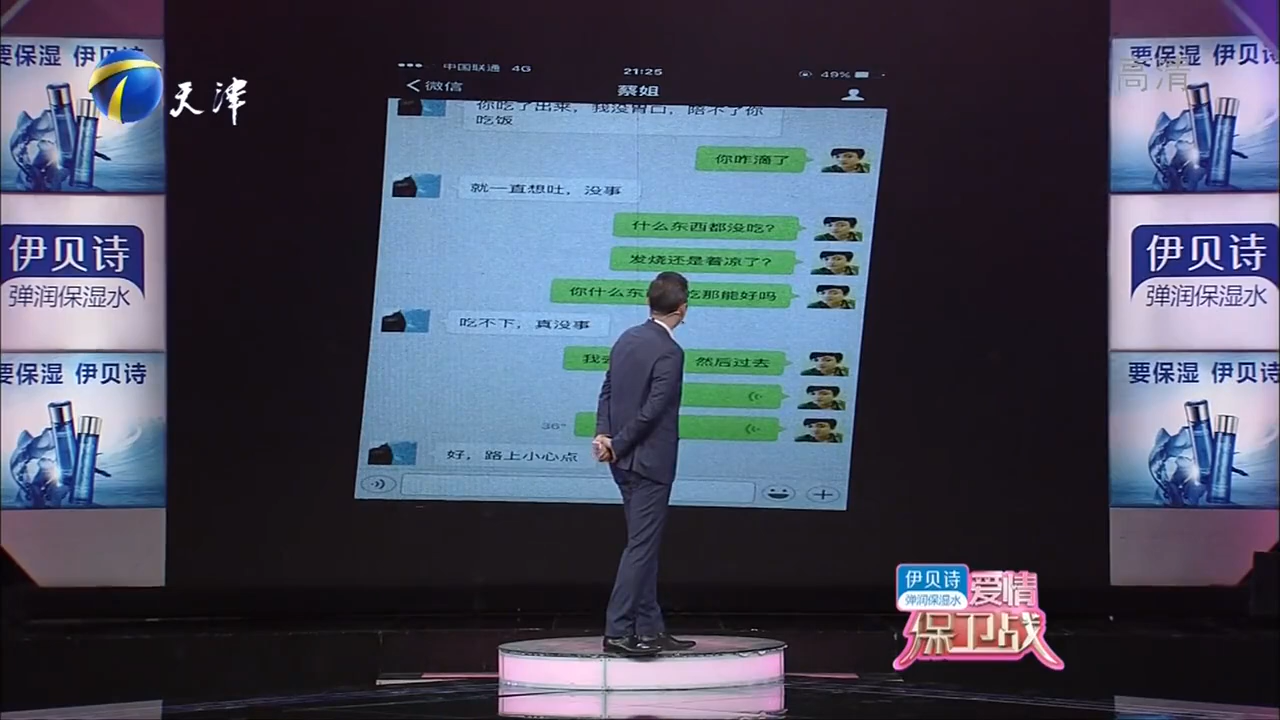 要保湿 伊贝诗
天津
高清
要保湿 伊贝诗
伊贝诗
弹润保湿水
要保湿 伊贝诗
伊贝诗
弹润保湿水
要保湿 伊贝诗
中国联通 4G
21:25
49%
微信
蔡姐
你吃了出来，我没胃口，陪不了你
吃饭
你咋滴了
就一直想吐，没事
什么东西都没吃？
发烧还是着凉了？
你什么东 吃那能好吗
吃不下，真没事
我 然后过去
36"
好，路上小心点
伊贝诗
弹润保湿水
爱情
保卫战